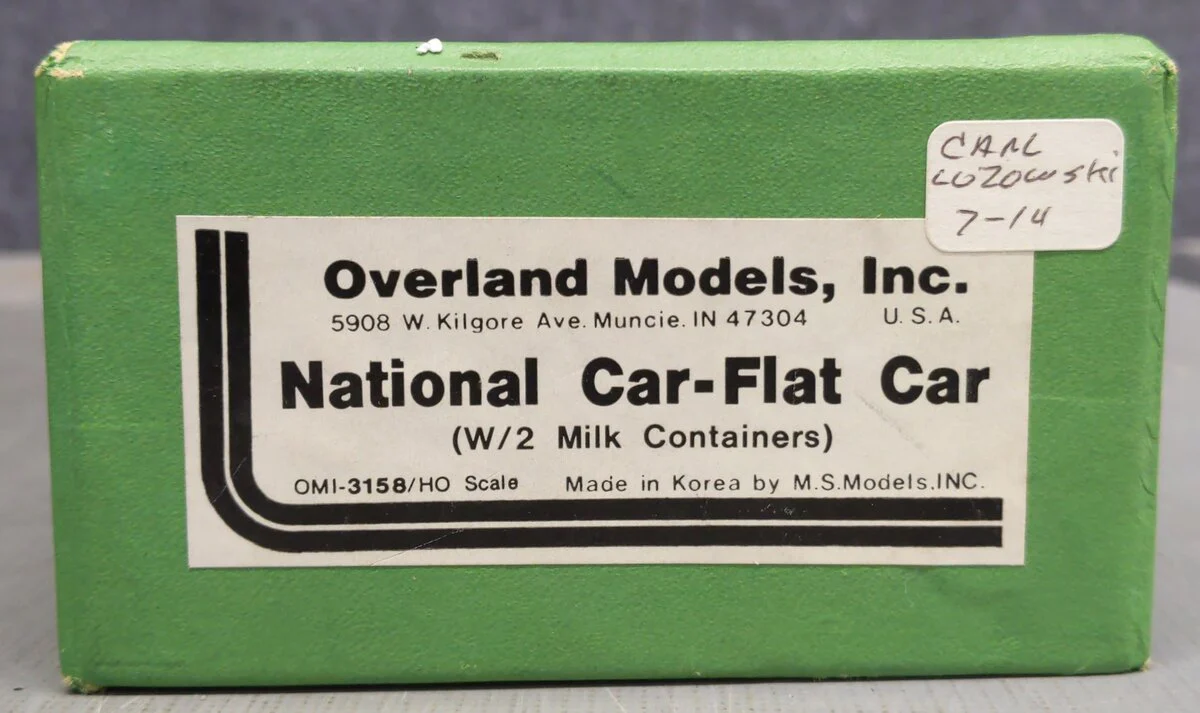 CARL
LOZOWSKI
7-14
Overland Models, Inc.
5908 W. Kilgore Ave. Muncie. IN 47304 U.S.A.
National Car-Flat Car
(W/2 Milk Containers)
OMI-3158/HO Scale Made in Korea by M.S.Models.INC.